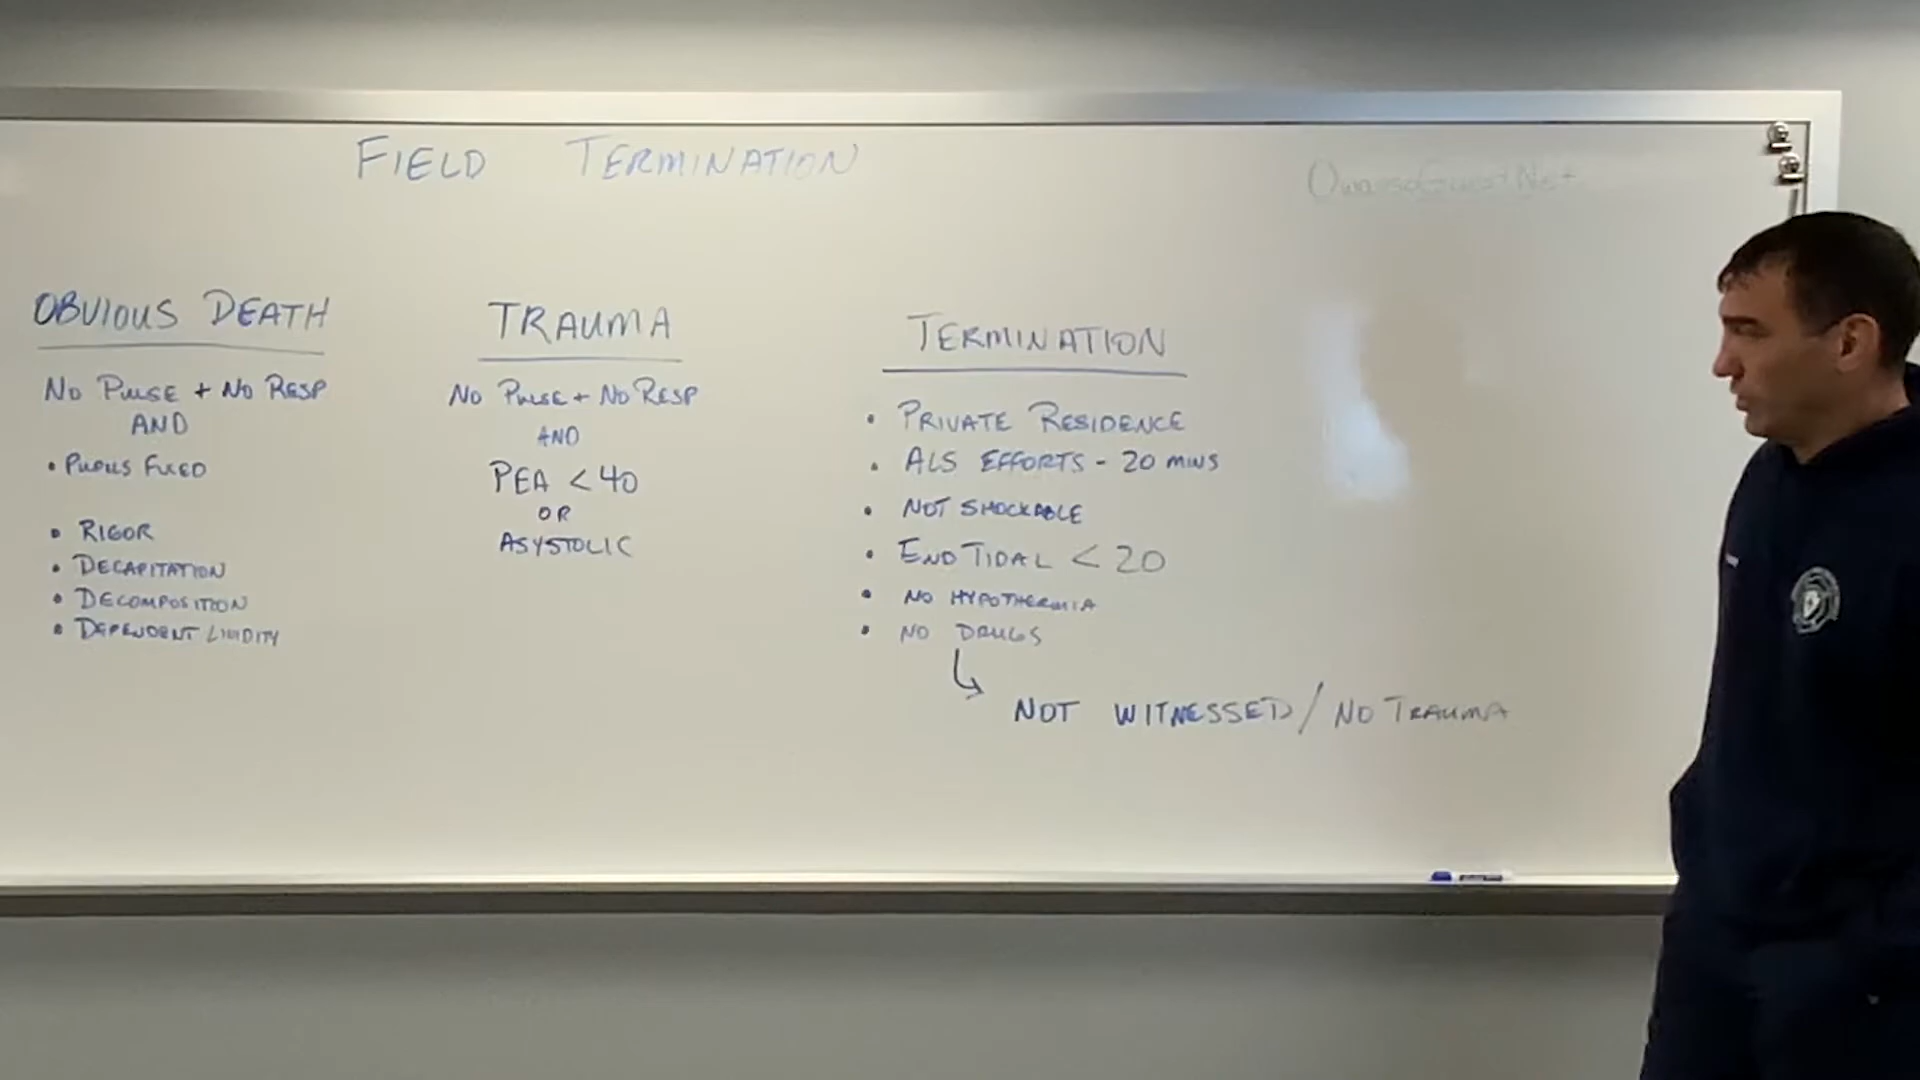 FIELD TERMINATION
OBVIOUS DEATH
NO PULSE + NO RESP
AND
• PUPILS FIXED
• RIGOR
• DECAPITATION
• DECOMPOSITION
• DEPENDENT LIVIDITY
TRAUMA
NO PULSE + NO RESP
AND
PEA < 40
OR
ASYSTOLIC
TERMINATION
• PRIVATE RESIDENCE
• ALS EFFORTS - 20 MINS
• NOT SHOCKABLE
• END TIDAL < 20
• NO HYPOTHERMIA
• NO DRUGS
NOT WITNESSED / NO TRAUMA